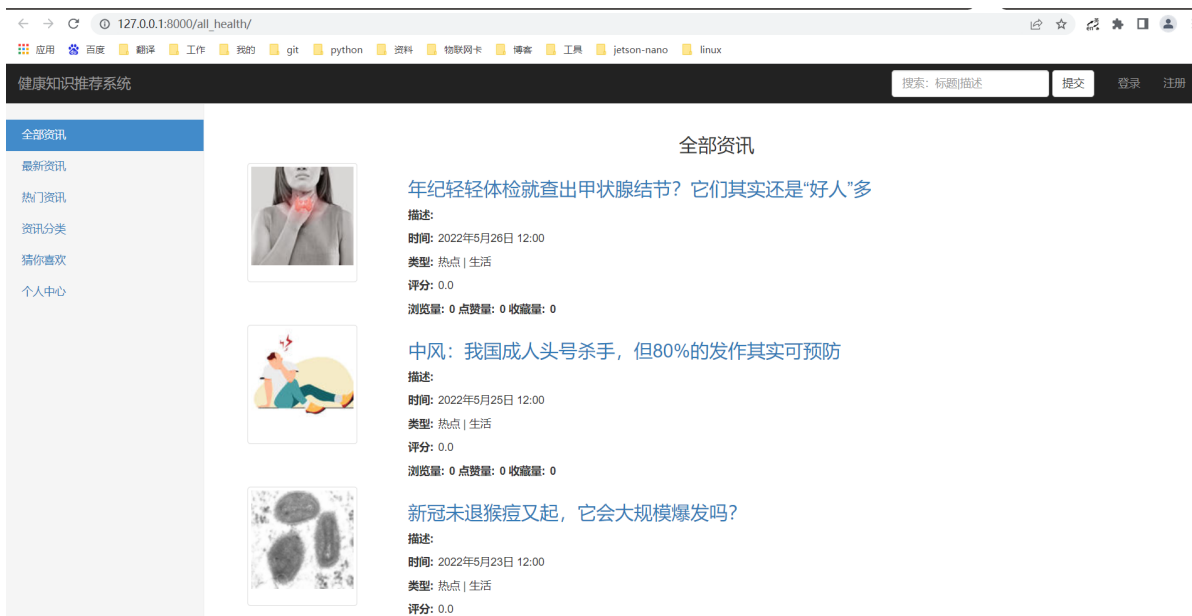 127.0.0.1:8000/all_health/
应用 百度 翻译 工作 我的 git python 资料 物联网卡 博客 工具 jetson-nano linux
健康知识推荐系统 搜索：标题|描述 提交 登录 注册
全部资讯
最新资讯
热门资讯
资讯分类
猜你喜欢
个人中心
全部资讯
年纪轻轻体检就查出甲状腺结节？它们其实还是“好人”多
描述:
时间: 2022年5月26日 12:00
类型: 热点 | 生活
评分: 0.0
浏览量: 0 点赞量: 0 收藏量: 0
中风：我国成人头号杀手，但80%的发作其实可预防
描述:
时间: 2022年5月25日 12:00
类型: 热点 | 生活
评分: 0.0
浏览量: 0 点赞量: 0 收藏量: 0
新冠未退猴痘又起，它会大规模爆发吗？
描述:
时间: 2022年5月23日 12:00
类型: 热点 | 生活
评分: 0.0